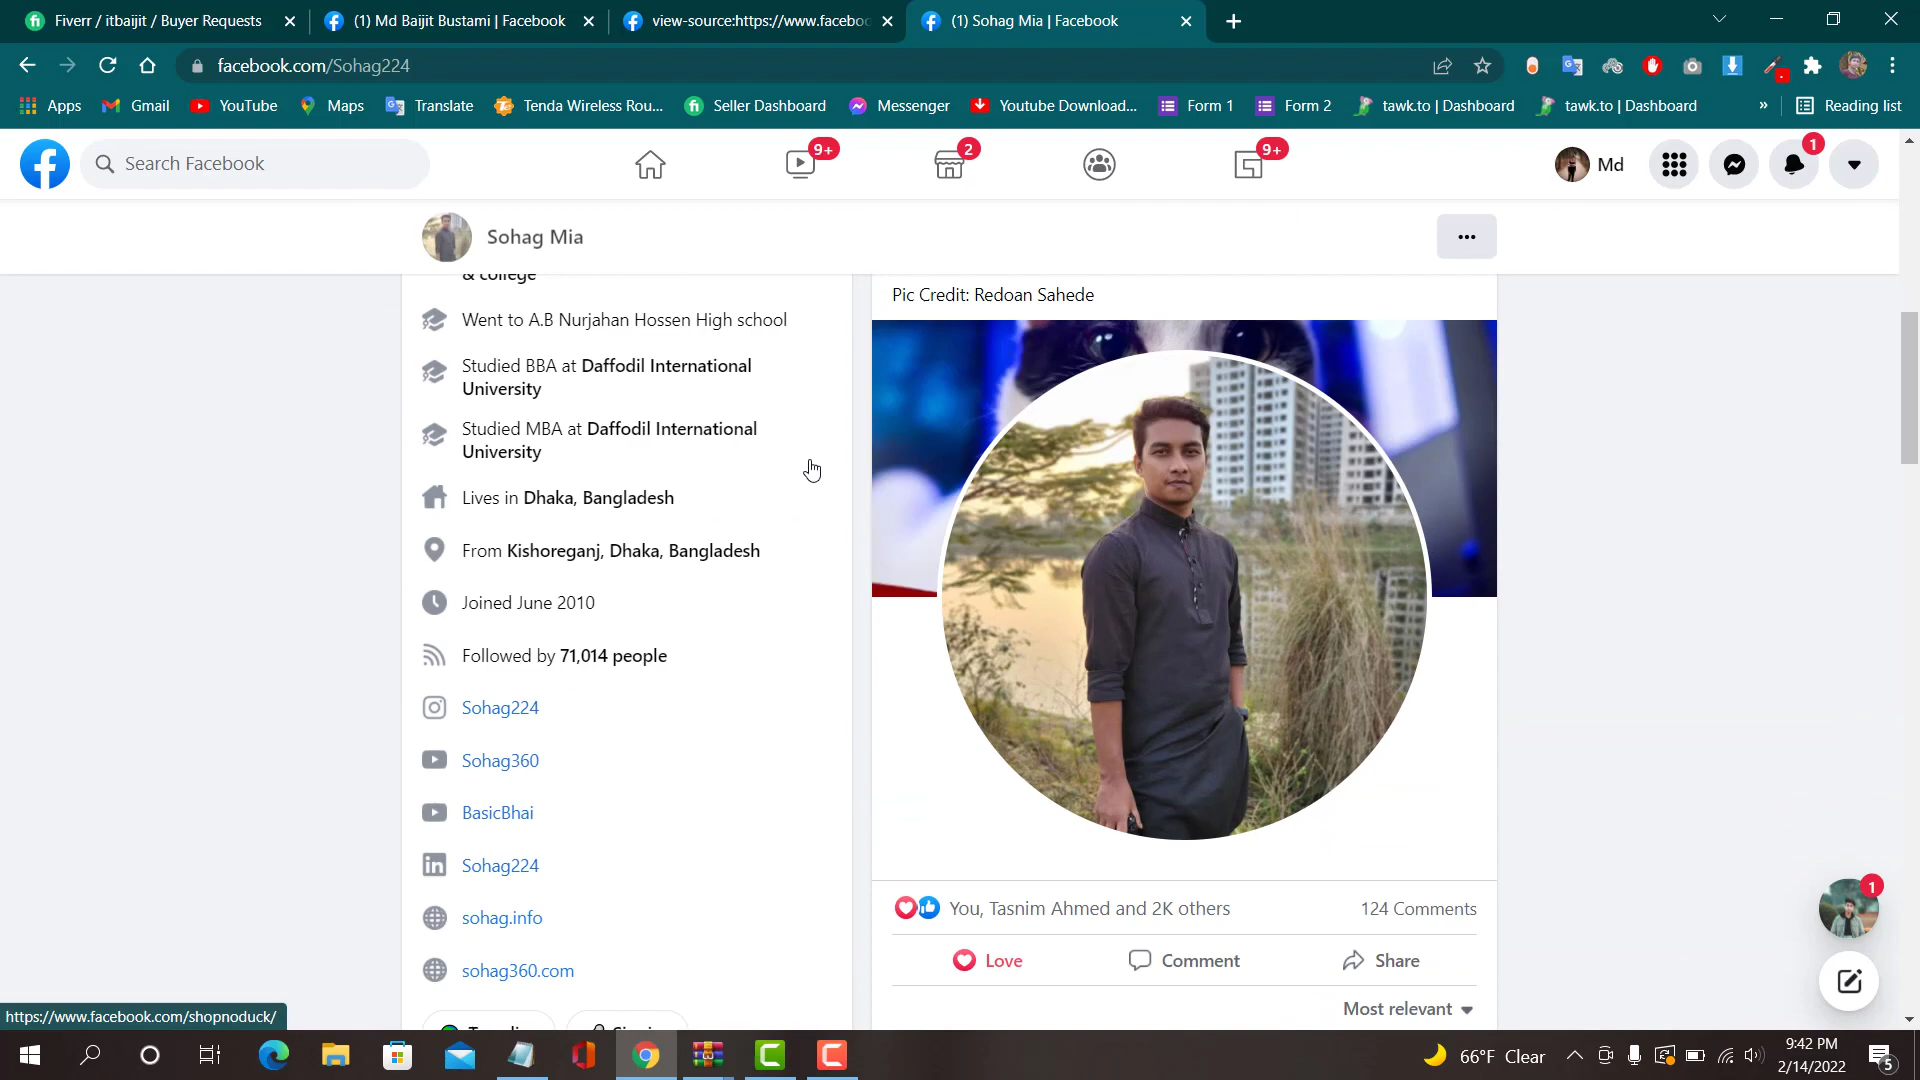 Fiverr / itbaijit / Buyer Requests
(1) Md Baijit Bustami | Facebook
view-source:https://www.faceboo
(1) Sohag Mia | Facebook
facebook.com/Sohag224
Apps
Gmail
YouTube
Maps
Translate
Tenda Wireless Rou...
Seller Dashboard
Messenger
Youtube Download...
Form 1
Form 2
tawk.to | Dashboard
tawk.to | Dashboard
»
Reading list
Search Facebook
9+
2
9+
Md
1
Sohag Mia
& college
Went to A.B Nurjahan Hossen High school
Studied BBA at Daffodil International
University
Studied MBA at Daffodil International
University
Lives in Dhaka, Bangladesh
From Kishoreganj, Dhaka, Bangladesh
Joined June 2010
Followed by 71,014 people
Sohag224
Sohag360
BasicBhai
Sohag224
sohag.info
sohag360.com
Pic Credit: Redoan Sahede
You, Tasnim Ahmed and 2K others
124 Comments
Love
Comment
Share
Most relevant
1
https://www.facebook.com/shopnoduck/
66°F Clear
9:42 PM
2/14/2022
5